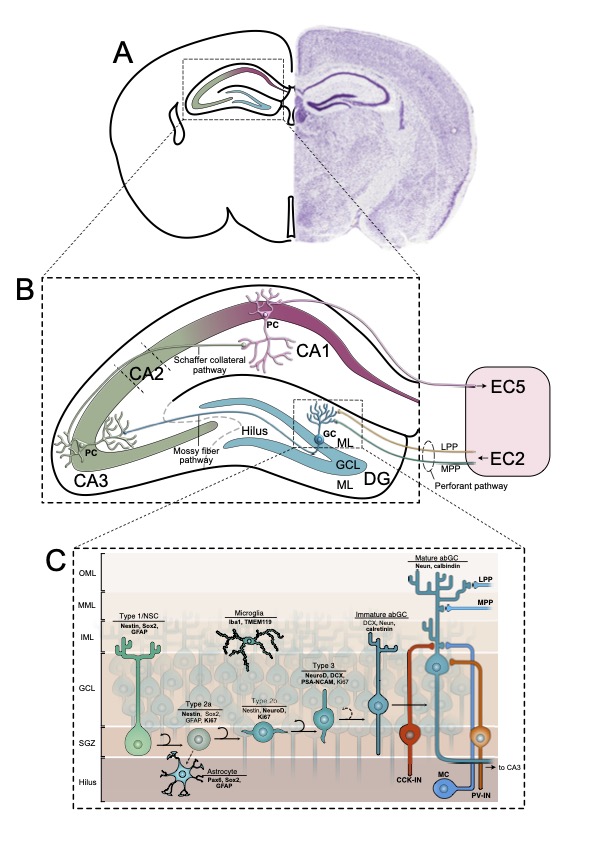 A
B
PC
CA1
Schaffer collateral
pathway
CA2
EC5
GC
ML
Hilus
LPP
EC2
PC
Mossy fiber
pathway
MPP
GCL
CA3
ML
DG
Perforant pathway
C
Mature abGC
Neun, calbindin
OML
LPP
MML
MPP
Type 1/NSC
Nestin, Sox2,
GFAP
Microglia
Iba1, TMEM119
Immature abGC
DCX, Neun,
calretinin
IML
Type 3
NeuroD, DCX,
PSA-NCAM, Ki67
GCL
Type 2a
Nestin, Sox2,
GFAP, Ki67
Type 2b
Nestin, NeuroD,
Ki67
SGZ
to CA3
Hilus
Astrocyte
Pax6, Sox2,
GFAP
CCK-IN
MC
PV-IN